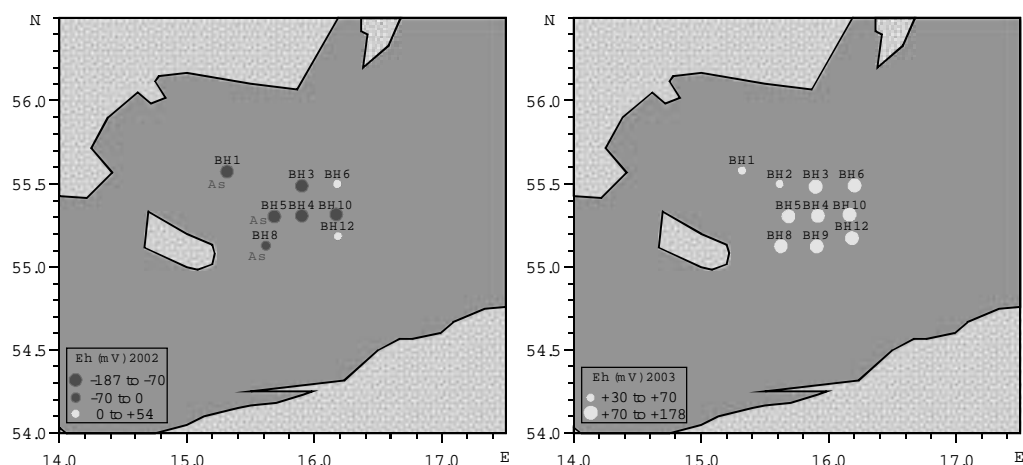 N
56.0
55.5
55.0
54.5
54.0
14.0 15.0 16.0 17.0 E
BH1
As
BH3 BH6
BH5 BH4 BH10
As
BH12
BH8
As
Eh (mV) 2002
-187 to -70
-70 to 0
0 to +54
N
56.0
55.5
55.0
54.5
54.0
14.0 15.0 16.0 17.0 E
BH1
BH2 BH3 BH6
BH5 BH4 BH10
BH8 BH9 BH12
Eh (mV) 2003
+30 to +70
+70 to +178